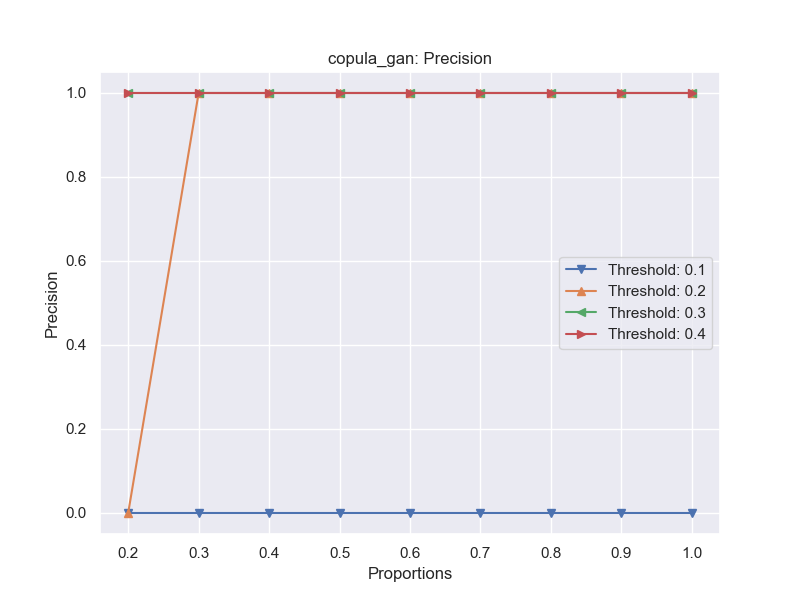 copula_gan: Precision
1.0
0.8
0.6
0.4
0.2
0.0
Precision
Threshold: 0.1
Threshold: 0.2
Threshold: 0.3
Threshold: 0.4
0.2 0.3 0.4 0.5 0.6 0.7 0.8 0.9 1.0
Proportions